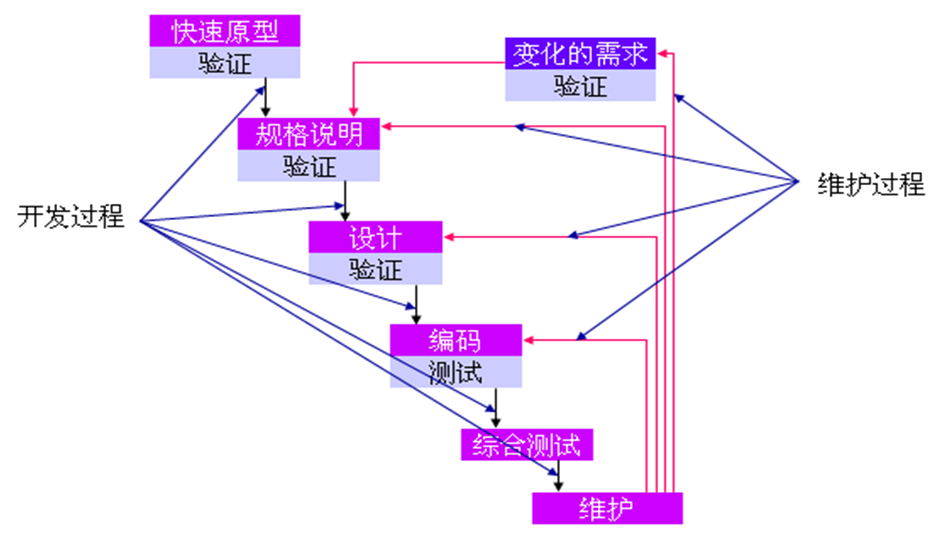 快速原型
验证
变化的需求
验证
规格说明
验证
维护过程
开发过程
设计
验证
编码
测试
综合测试
维护